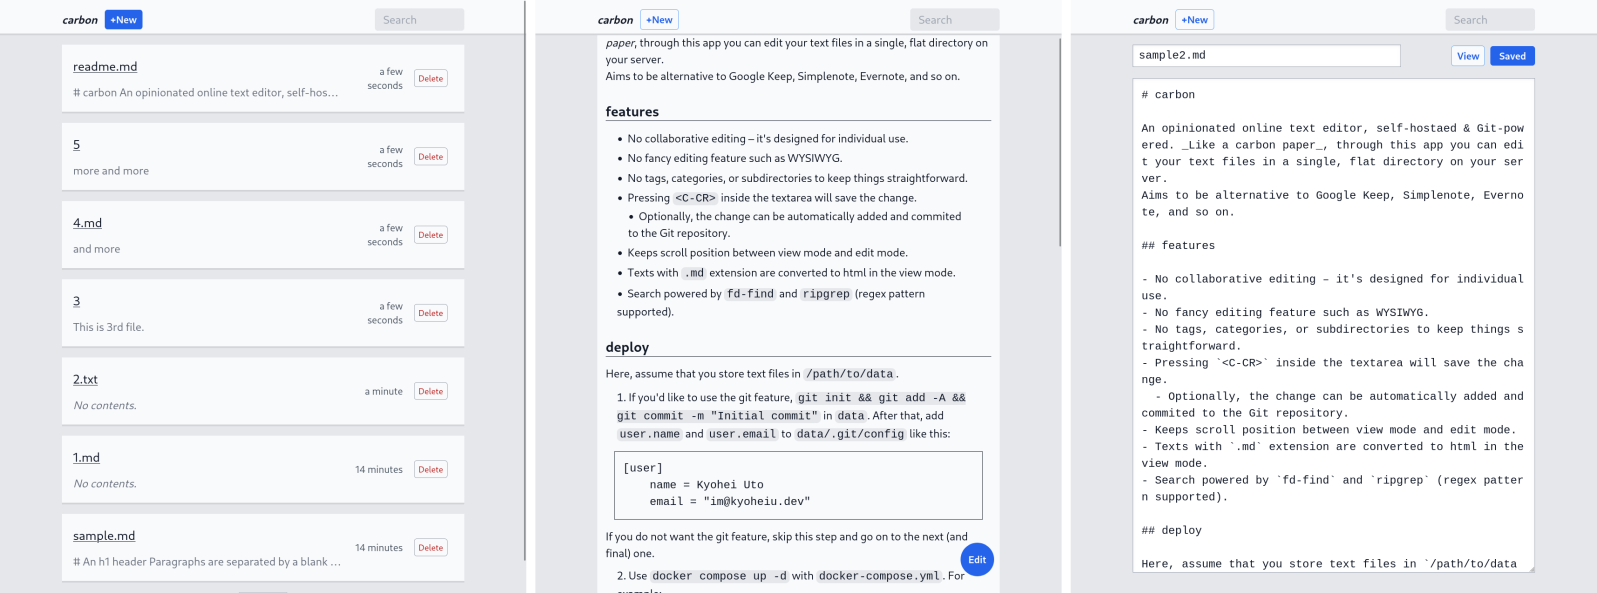 carbon +New Search
readme.md
a few
seconds
Delete
# carbon An opinionated online text editor, self-hos...
5
a few
seconds
Delete
more and more
4.md
a few
seconds
Delete
and more
3
a few
seconds
Delete
This is 3rd file.
2.txt
a minute
Delete
No contents.
1.md
14 minutes
Delete
No contents.
sample.md
14 minutes
Delete
# An h1 header Paragraphs are separated by a blank ...
carbon +New Search
paper, through this app you can edit your text files in a single, flat directory on
your server.
Aims to be alternative to Google Keep, Simplenote, Evernote, and so on.
features
• No collaborative editing – it's designed for individual use.
• No fancy editing feature such as WYSIWYG.
• No tags, categories, or subdirectories to keep things straightforward.
• Pressing <C-CR> inside the textarea will save the change.
• Optionally, the change can be automatically added and commited
to the Git repository.
• Keeps scroll position between view mode and edit mode.
• Texts with .md extension are converted to html in the view mode.
• Search powered by fd-find and ripgrep (regex pattern
supported).
deploy
Here, assume that you store text files in /path/to/data.
1. If you'd like to use the git feature, git init && git add -A &&
git commit -m "Initial commit" in data. After that, add
user.name and user.email to data/.git/config like this:
[user]
name = Kyohei Uto
email = "im@kyoheiu.dev"
If you do not want the git feature, skip this step and go on to the next (and
final) one.
Edit
2. Use docker compose up -d with docker-compose.yml. For
carbon +New Search
sample2.md
View
Saved
# carbon
An opinionated online text editor, self-hostaed & Git-pow
ered. _Like a carbon paper_, through this app you can edi
t your text files in a single, flat directory on your ser
ver.
Aims to be alternative to Google Keep, Simplenote, Everno
te, and so on.
## features
- No collaborative editing – it's designed for individual
use.
- No fancy editing feature such as WYSIWYG.
- No tags, categories, or subdirectories to keep things s
traightforward.
- Pressing `<C-CR>` inside the textarea will save the cha
nge.
- Optionally, the change can be automatically added and
commited to the Git repository.
- Keeps scroll position between view mode and edit mode.
- Texts with `.md` extension are converted to html in the
view mode.
- Search powered by `fd-find` and `ripgrep` (regex patter
n supported).
## deploy
Here, assume that you store text files in `/path/to/data